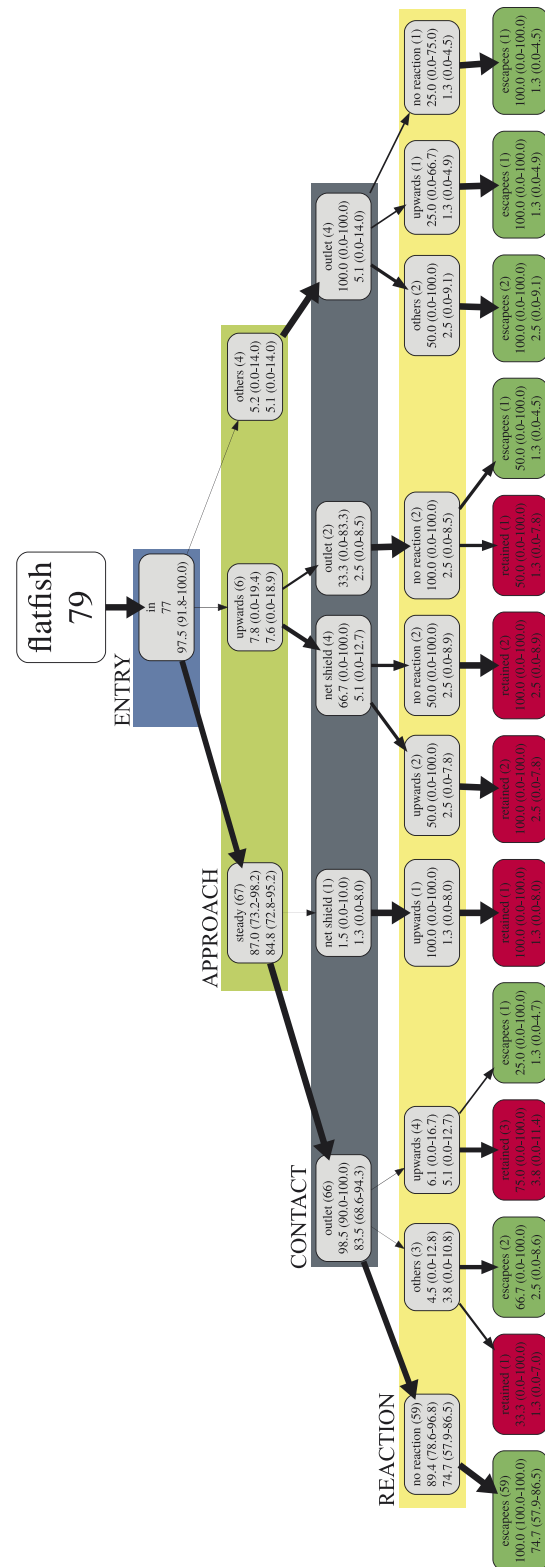 flatfish
79
ENTRY
in
77
97.5 (91.8-100.0)
APPROACH
steady (67)
87.0 (73.2-98.2)
84.8 (72.8-95.2)
upwards (6)
7.8 (0.0-19.4)
7.6 (0.0-18.9)
others (4)
5.2 (0.0-14.0)
5.1 (0.0-14.0)
CONTACT
outlet (66)
98.5 (90.0-100.0)
83.5 (68.6-94.3)
net shield (1)
1.5 (0.0-10.0)
1.3 (0.0-8.0)
net shield (4)
66.7 (0.0-100.0)
5.1 (0.0-12.7)
outlet (2)
33.3 (0.0-83.3)
2.5 (0.0-8.5)
outlet (4)
100.0 (0.0-100.0)
5.1 (0.0-14.0)
REACTION
no reaction (59)
89.4 (78.6-96.8)
74.7 (57.9-86.5)
others (3)
4.5 (0.0-12.8)
3.8 (0.0-10.8)
upwards (4)
6.1 (0.0-16.7)
5.1 (0.0-12.7)
upwards (1)
100.0 (0.0-100.0)
1.3 (0.0-8.0)
upwards (2)
50.0 (0.0-100.0)
2.5 (0.0-7.8)
no reaction (2)
50.0 (0.0-100.0)
2.5 (0.0-8.9)
no reaction (2)
100.0 (0.0-100.0)
2.5 (0.0-8.5)
others (2)
50.0 (0.0-100.0)
2.5 (0.0-9.1)
upwards (1)
25.0 (0.0-66.7)
1.3 (0.0-4.9)
no reaction (1)
25.0 (0.0-75.0)
1.3 (0.0-4.5)
escapees (59)
100.0 (100.0-100.0)
74.7 (57.9-86.5)
retained (1)
33.3 (0.0-100.0)
1.3 (0.0-7.0)
escapees (2)
66.7 (0.0-100.0)
2.5 (0.0-8.6)
retained (3)
75.0 (0.0-100.0)
3.8 (0.0-11.4)
escapees (1)
25.0 (0.0-100.0)
1.3 (0.0-4.7)
retained (1)
100.0 (0.0-100.0)
1.3 (0.0-8.0)
retained (2)
100.0 (0.0-100.0)
2.5 (0.0-7.8)
retained (2)
100.0 (0.0-100.0)
2.5 (0.0-8.9)
retained (1)
50.0 (0.0-100.0)
1.3 (0.0-7.8)
escapees (1)
50.0 (0.0-100.0)
1.3 (0.0-4.5)
escapees (2)
100.0 (0.0-100.0)
2.5 (0.0-9.1)
escapees (1)
100.0 (0.0-100.0)
1.3 (0.0-4.9)
escapees (1)
100.0 (0.0-100.0)
1.3 (0.0-4.5)